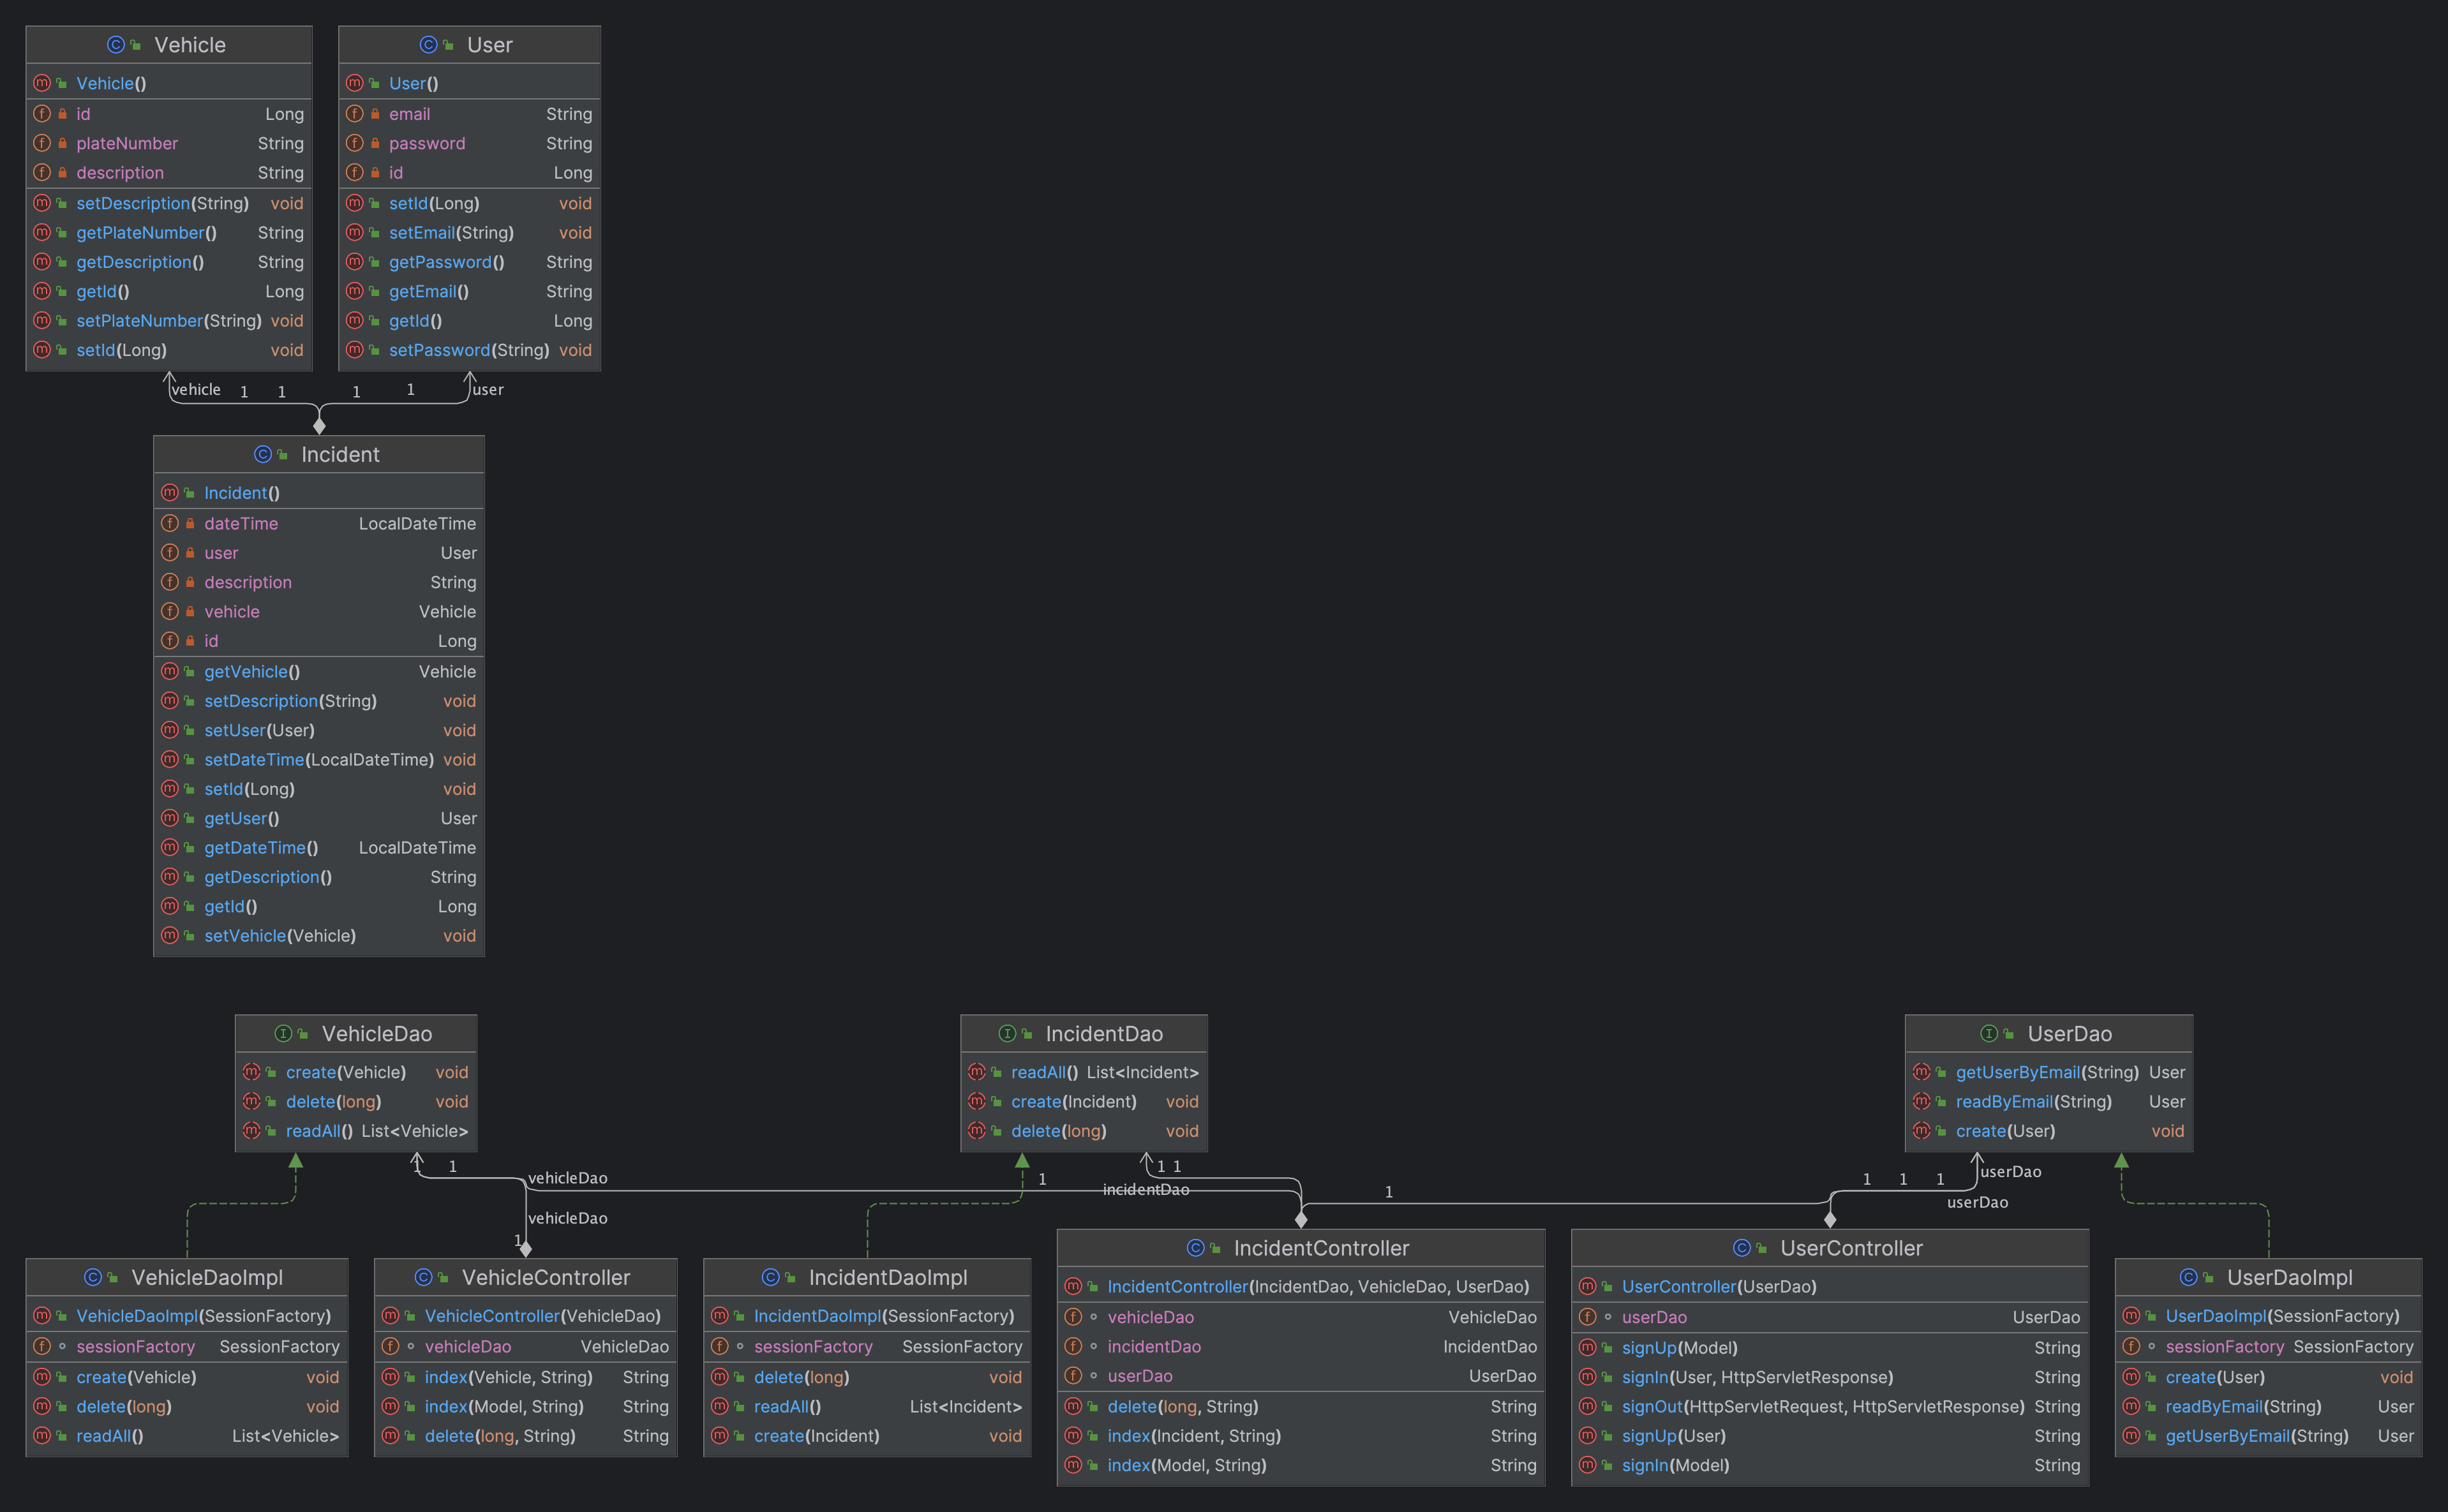 Vehicle
Vehicle()
id Long
plateNumber String
description String
setDescription(String) void
getPlateNumber() String
getDescription() String
getId() Long
setPlateNumber(String) void
setId(Long) void
User
User()
email String
password String
id Long
setId(Long) void
setEmail(String) void
getPassword() String
getEmail() String
getId() Long
setPassword(String) void
vehicle 1 1 1 1 user
Incident
Incident()
dateTime LocalDateTime
user User
description String
vehicle Vehicle
id Long
getVehicle() Vehicle
setDescription(String) void
setUser(User) void
setDateTime(LocalDateTime) void
setId(Long) void
getUser() User
getDateTime() LocalDateTime
getDescription() String
getId() Long
setVehicle(Vehicle) void
VehicleDao
create(Vehicle) void
delete(long) void
readAll() List<Vehicle>
IncidentDao
readAll() List<Incident>
create(Incident) void
delete(long) void
UserDao
getUserByEmail(String) User
readByEmail(String) User
create(User) void
1 1 vehicleDao 1 1 1 1 1 1 userDao
incidentDao 1 userDao
vehicleDao
1
VehicleDaoImpl
VehicleDaoImpl(SessionFactory)
sessionFactory SessionFactory
create(Vehicle) void
delete(long) void
readAll() List<Vehicle>
VehicleController
VehicleController(VehicleDao)
vehicleDao VehicleDao
index(Vehicle, String) String
index(Model, String) String
delete(long, String) String
IncidentDaoImpl
IncidentDaoImpl(SessionFactory)
sessionFactory SessionFactory
delete(long) void
readAll() List<Incident>
create(Incident) void
IncidentController
IncidentController(IncidentDao, VehicleDao, UserDao)
vehicleDao VehicleDao
incidentDao IncidentDao
userDao UserDao
delete(long, String) String
index(Incident, String) String
index(Model, String) String
UserController
UserController(UserDao)
userDao UserDao
signUp(Model) String
signIn(User, HttpServletResponse) String
signOut(HttpServletRequest, HttpServletResponse) String
signUp(User) String
signIn(Model) String
UserDaoImpl
UserDaoImpl(SessionFactory)
sessionFactory SessionFactory
create(User) void
readByEmail(String) User
getUserByEmail(String) User